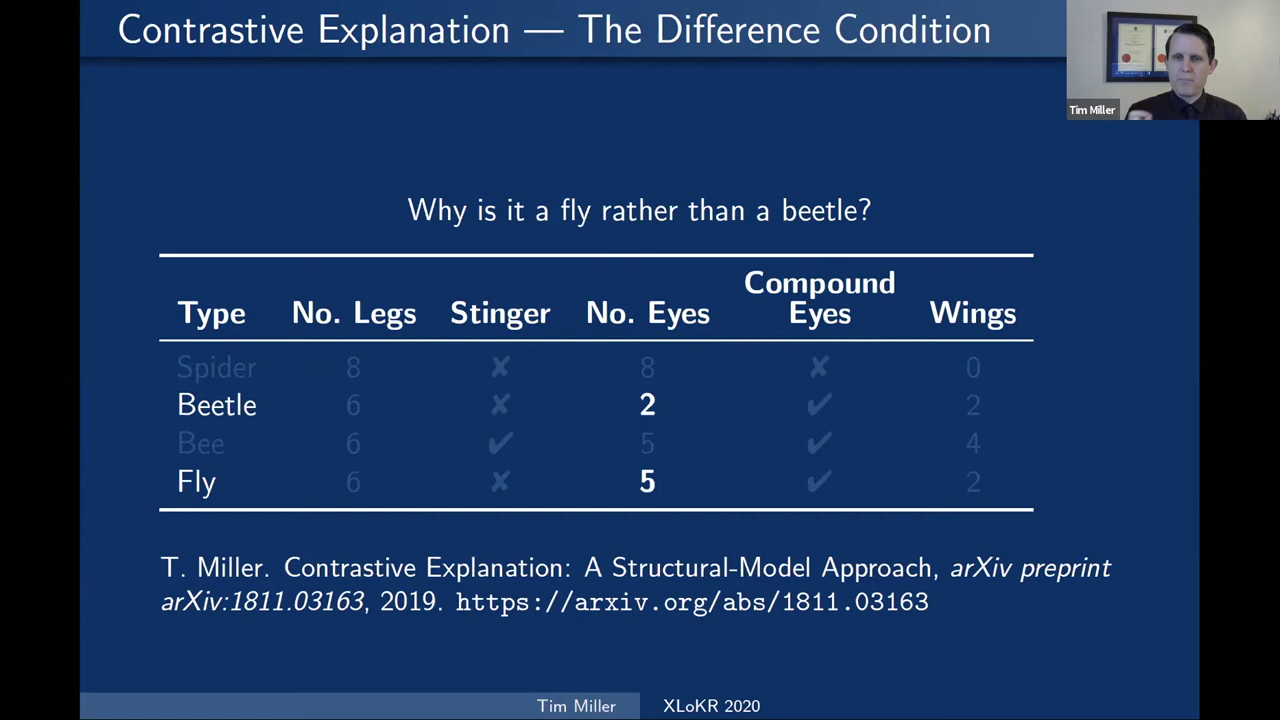 Contrastive Explanation — The Difference Condition
Tim Miller
Why is it a fly rather than a beetle?
Type No. Legs Stinger No. Eyes Compound Eyes Wings
Spider 8 ✘ 8 ✘ 0
Beetle 6 ✘ 2 ✔ 2
Bee 6 ✔ 5 ✔ 4
Fly 6 ✘ 5 ✔ 2
T. Miller. Contrastive Explanation: A Structural-Model Approach, arXiv preprint
arXiv:1811.03163, 2019. https://arxiv.org/abs/1811.03163
Tim Miller XLoKR 2020